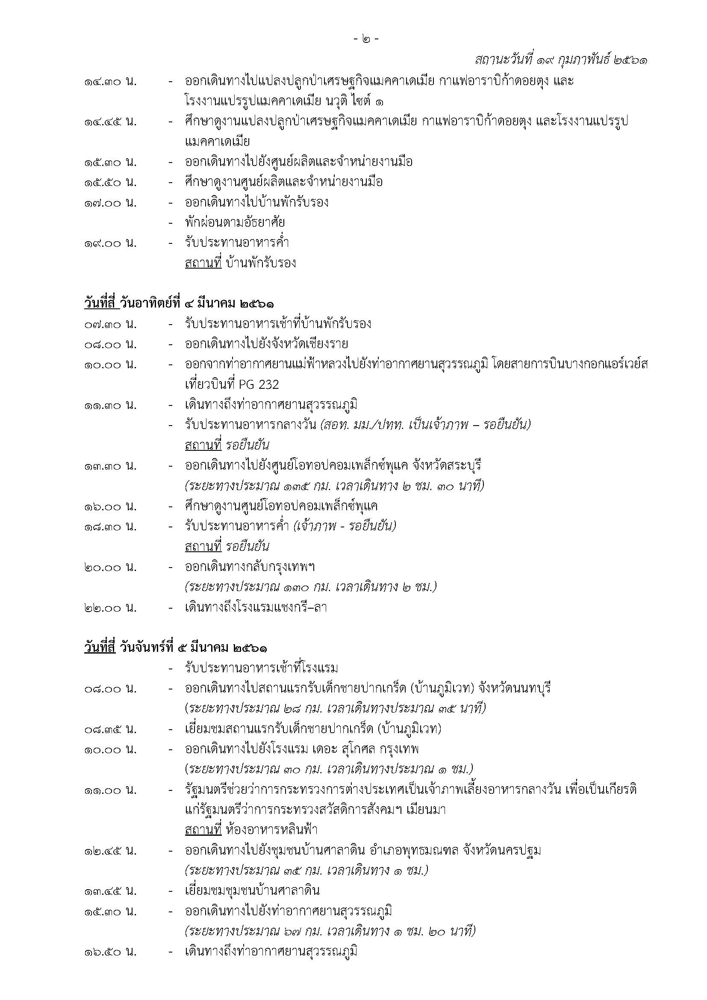 - ๒ -
สถานะวันที่ ๑๙ กุมภาพันธ์ ๒๕๖๑
๑๔.๓๐ น. - ออกเดินทางไปแปลงปลูกป่าเศรษฐกิจแมคคาเดเมีย กาแฟอาราบิก้าดอยตุง และ
โรงงานแปรรูปแมคคาเดเมีย นวุติ ไซต์ ๑
๑๔.๔๕ น. - ศึกษาดูงานแปลงปลูกป่าเศรษฐกิจแมคคาเดเมีย กาแฟอาราบิก้าดอยตุง และโรงงานแปรรูป
แมคคาเดเมีย
๑๕.๓๐ น. - ออกเดินทางไปยังศูนย์ผลิตและจำหน่ายงานมือ
๑๕.๕๐ น. - ศึกษาดูงานศูนย์ผลิตและจำหน่ายงานมือ
๑๗.๐๐ น. - ออกเดินทางไปบ้านพักรับรอง
- พักผ่อนตามอัธยาศัย
๑๙.๐๐ น. - รับประทานอาหารค่ำ
สถานที่ บ้านพักรับรอง
วันที่สี่ วันอาทิตย์ที่ ๔ มีนาคม ๒๕๖๑
๐๗.๓๐ น. - รับประทานอาหารเช้าที่บ้านพักรับรอง
๐๘.๐๐ น. - ออกเดินทางไปยังจังหวัดเชียงราย
๑๐.๐๐ น. - ออกจากท่าอากาศยานแม่ฟ้าหลวงไปยังท่าอากาศยานสุวรรณภูมิ โดยสายการบินบางกอกแอร์เวย์ส
เที่ยวบินที่ PG 232
๑๑.๓๐ น. - เดินทางถึงท่าอากาศยานสุวรรณภูมิ
- รับประทานอาหารกลางวัน (สอท. มม./ปทท. เป็นเจ้าภาพ – รอยืนยัน)
สถานที่ รอยืนยัน
๑๓.๓๐ น. - ออกเดินทางไปยังศูนย์โอทอปคอมเพล็กซ์พุแค จังหวัดสระบุรี
(ระยะทางประมาณ ๑๓๕ กม. เวลาเดินทาง ๒ ชม. ๓๐ นาที)
๑๖.๐๐ น. - ศึกษาดูงานศูนย์โอทอปคอมเพล็กซ์พุแค
๑๘.๓๐ น. - รับประทานอาหารค่ำ (เจ้าภาพ - รอยืนยัน)
สถานที่ รอยืนยัน
๒๐.๐๐ น. - ออกเดินทางกลับกรุงเทพฯ
(ระยะทางประมาณ ๑๓๐ กม. เวลาเดินทาง ๒ ชม.)
๒๒.๐๐ น. - เดินทางถึงโรงแรมแชงกรี–ลา
วันที่สี่ วันจันทร์ที่ ๕ มีนาคม ๒๕๖๑
- รับประทานอาหารเช้าที่โรงแรม
๐๘.๐๐ น. - ออกเดินทางไปสถานแรกรับเด็กชายปากเกร็ด (บ้านภูมิเวท) จังหวัดนนทบุรี
(ระยะทางประมาณ ๒๘ กม. เวลาเดินทางประมาณ ๓๕ นาที)
๐๘.๓๕ น. - เยี่ยมชมสถานแรกรับเด็กชายปากเกร็ด (บ้านภูมิเวท)
๑๐.๐๐ น. - ออกเดินทางไปยังโรงแรม เดอะ สุโกศล กรุงเทพ
(ระยะทางประมาณ ๓๐ กม. เวลาเดินทางประมาณ ๑ ชม.)
๑๑.๐๐ น. - รัฐมนตรีช่วยว่าการกระทรวงการต่างประเทศเป็นเจ้าภาพเลี้ยงอาหารกลางวัน เพื่อเป็นเกียรติ
แก่รัฐมนตรีว่าการกระทรวงสวัสดิการสังคมฯ เมียนมา
สถานที่ ห้องอาหารหลินฟ้า
๑๒.๔๕ น. - ออกเดินทางไปยังชุมชนบ้านศาลาดิน อำเภอพุทธมณฑล จังหวัดนครปฐม
(ระยะทางประมาณ ๓๕ กม. เวลาเดินทาง ๑ ชม.)
๑๓.๔๕ น. - เยี่ยมชมชุมชนบ้านศาลาดิน
๑๕.๓๐ น. - ออกเดินทางไปยังท่าอากาศยานสุวรรณภูมิ
(ระยะทางประมาณ ๖๗ กม. เวลาเดินทาง ๑ ชม. ๒๐ นาที)
๑๖.๕๐ น. - เดินทางถึงท่าอากาศยานสุวรรณภูมิ